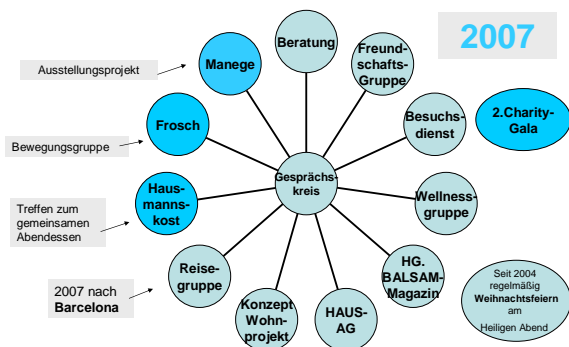 2007
Beratung
Freund-
schafts-
Gruppe
Manege
Ausstellungsprojekt
Besuchs-
dienst
2.Charity-
Gala
Frosch
Bewegungsgruppe
Gesprächs-
kreis
Haus-
manns-
kost
Wellness-
gruppe
Treffen zum
gemeinsamen
Abendessen
Reise-
gruppe
HG.
BALSAM-
Magazin
2007 nach
Barcelona
Konzept
Wohn-
projekt
HAUS-
AG
Seit 2004
regelmäßig
Weihnachtsfeiern
am
Heiligen Abend